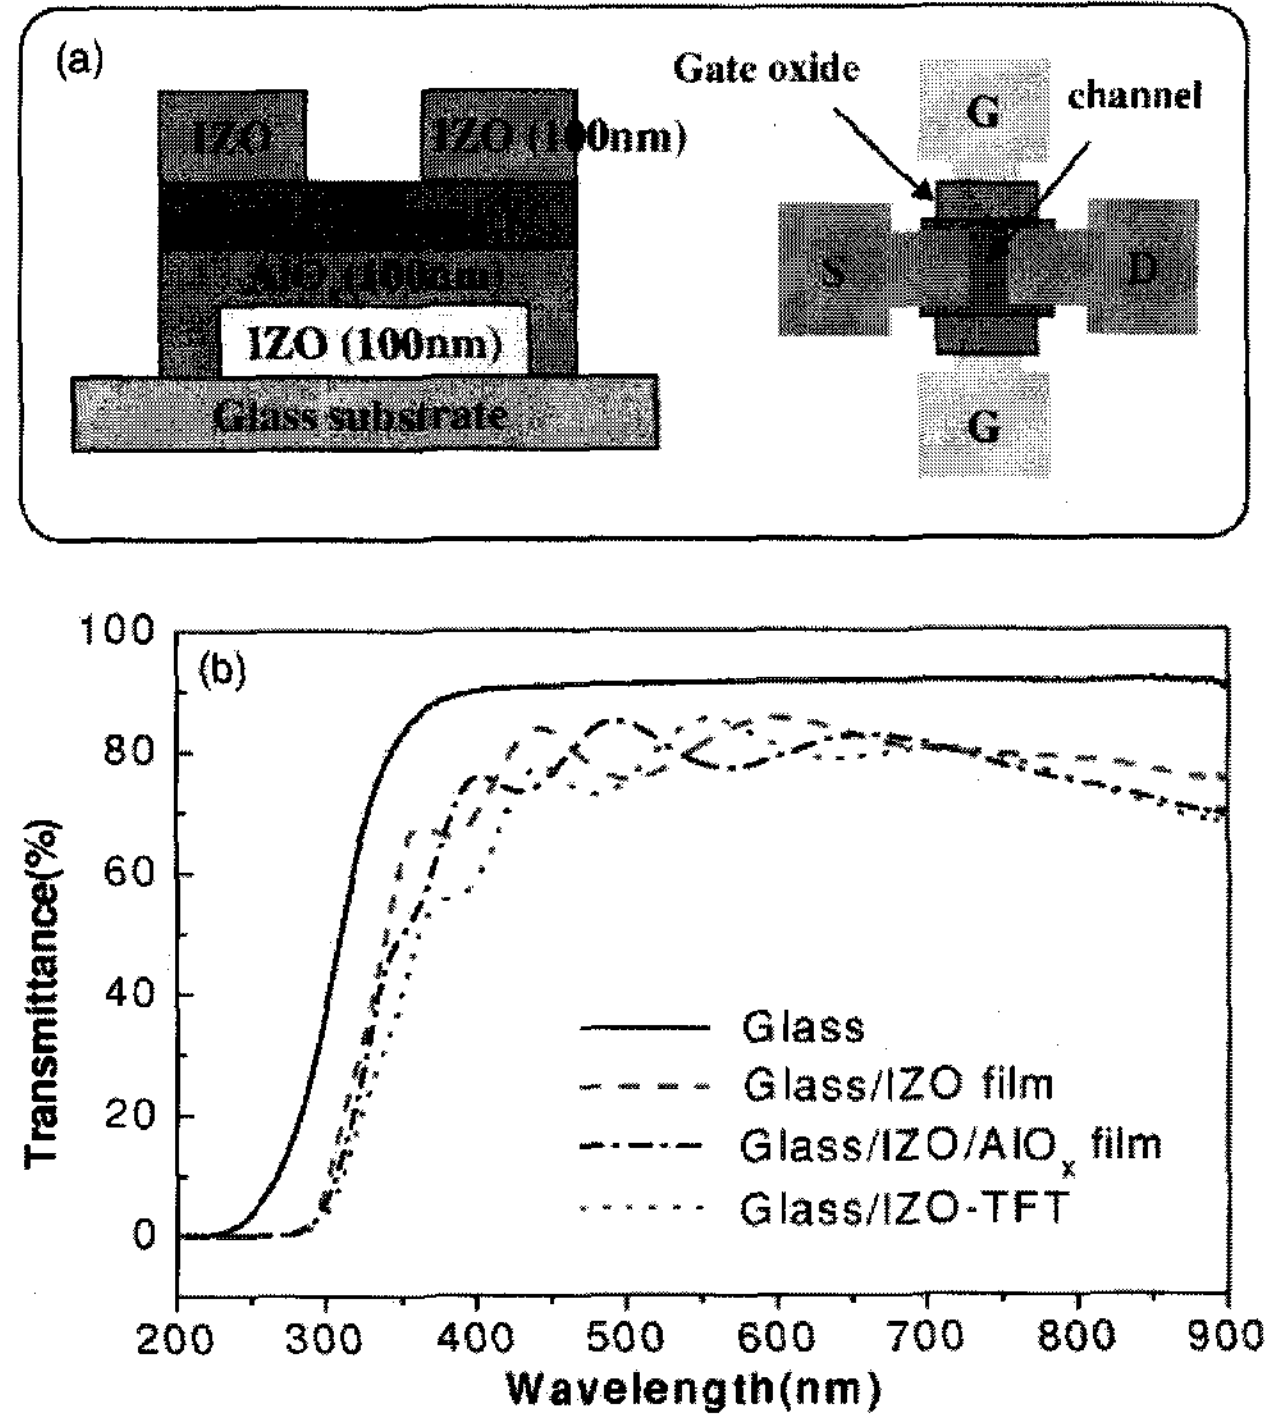 (a)
IZO
IZO (100nm)
AlOx (100nm)
IZO (100nm)
Glass substrate
Gate oxide
channel
G
S
D
G
(b)
100
80
60
40
20
0
Transmittance(%)
Glass
Glass/IZO film
Glass/IZO/AlOx film
Glass/IZO-TFT
200 300 400 500 600 700 800 900
Wavelength(nm)